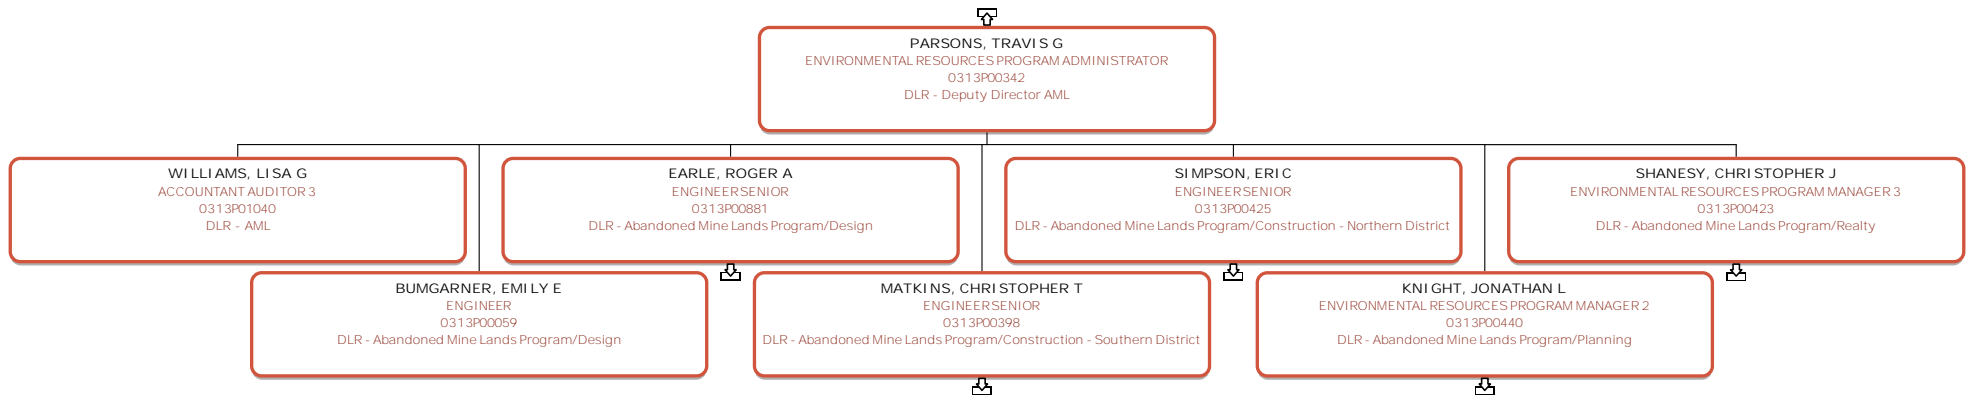 PARSONS, TRAVIS G
ENVIRONMENTAL RESOURCES PROGRAM ADMINISTRATOR
0313P00342
DLR - Deputy Director AML
WILLIAMS, LISA G
ACCOUNTANT AUDITOR 3
0313P01040
DLR - AML
EARLE, ROGER A
ENGINEER SENIOR
0313P00881
DLR - Abandoned Mine Lands Program/Design
SIMPSON, ERIC
ENGINEER SENIOR
0313P00425
DLR - Abandoned Mine Lands Program/Construction - Northern District
SHANESY, CHRISTOPHER J
ENVIRONMENTAL RESOURCES PROGRAM MANAGER 3
0313P00423
DLR - Abandoned Mine Lands Program/Realty
BUMGARNER, EMILY E
ENGINEER
0313P00059
DLR - Abandoned Mine Lands Program/Design
MATKINS, CHRISTOPHER T
ENGINEER SENIOR
0313P00398
DLR - Abandoned Mine Lands Program/Construction - Southern District
KNIGHT, JONATHAN L
ENVIRONMENTAL RESOURCES PROGRAM MANAGER 2
0313P00440
DLR - Abandoned Mine Lands Program/Planning